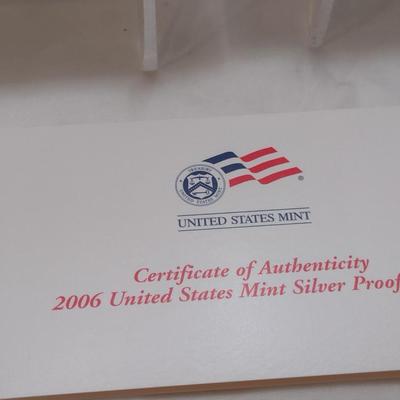 UNITED STATES MINT
Certificate of Authenticity
2006 United States Mint Silver Proof